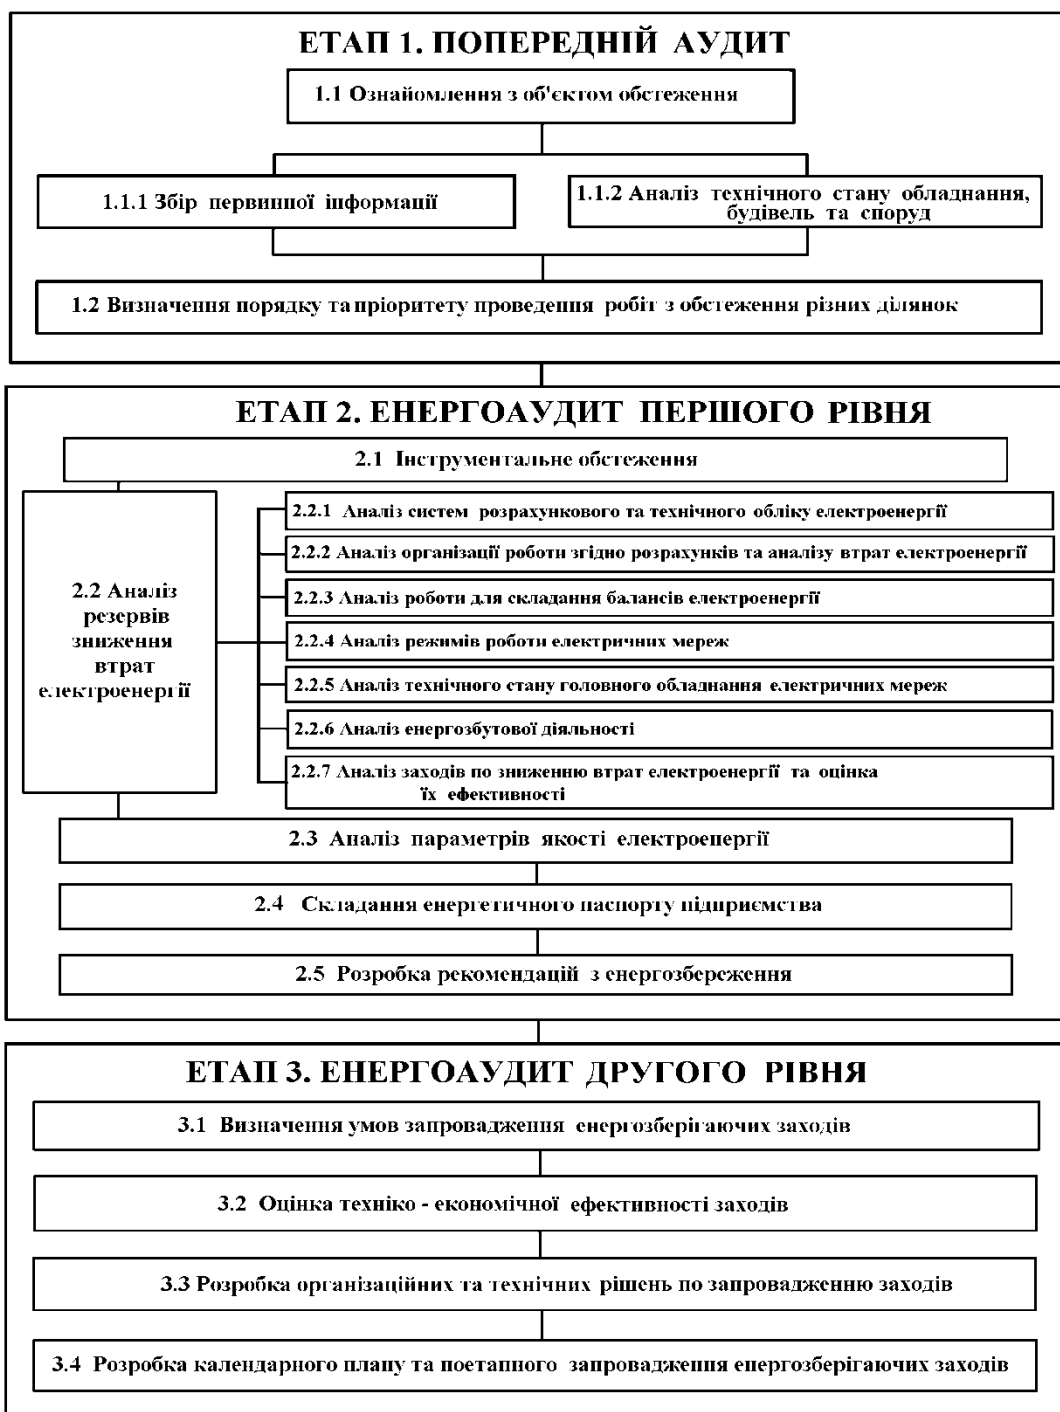 ЕТАП 1. ПОПЕРЕДНІЙ АУДИТ
1.1 Ознайомлення з об'єктом обстеження
1.1.1 Збір первинної інформації
1.1.2 Аналіз технічного стану обладнання,
будівель та споруд
1.2 Визначення порядку та пріоритету проведення робіт з обстеження різних ділянок
ЕТАП 2. ЕНЕРГОАУДИТ ПЕРШОГО РІВНЯ
2.1 Інструментальне обстеження
2.2 Аналіз
резервів
зниження
втрат
електроенергії
2.2.1 Аналіз систем розрахункового та технічного обліку електроенергії
2.2.2 Аналіз організації роботи згідно розрахунків та аналізу втрат електроенергії
2.2.3 Аналіз роботи для складання балансів електроенергії
2.2.4 Аналіз режимів роботи електричних мереж
2.2.5 Аналіз технічного стану головного обладнання електричних мереж
2.2.6 Аналіз енергозбутової діяльності
2.2.7 Аналіз заходів по зниженню втрат електроенергії та оцінка
їх ефективності
2.3 Аналіз параметрів якості електроенергії
2.4 Складання енергетичного паспорту підприємства
2.5 Розробка рекомендацій з енергозбереження
ЕТАП 3. ЕНЕРГОАУДИТ ДРУГОГО РІВНЯ
3.1 Визначення умов запровадження енергозберігаючих заходів
3.2 Оцінка техніко - економічної ефективності заходів
3.3 Розробка організаційних та технічних рішень по запровадженню заходів
3.4 Розробка календарного плану та поетапного запровадження енергозберігаючих заходів